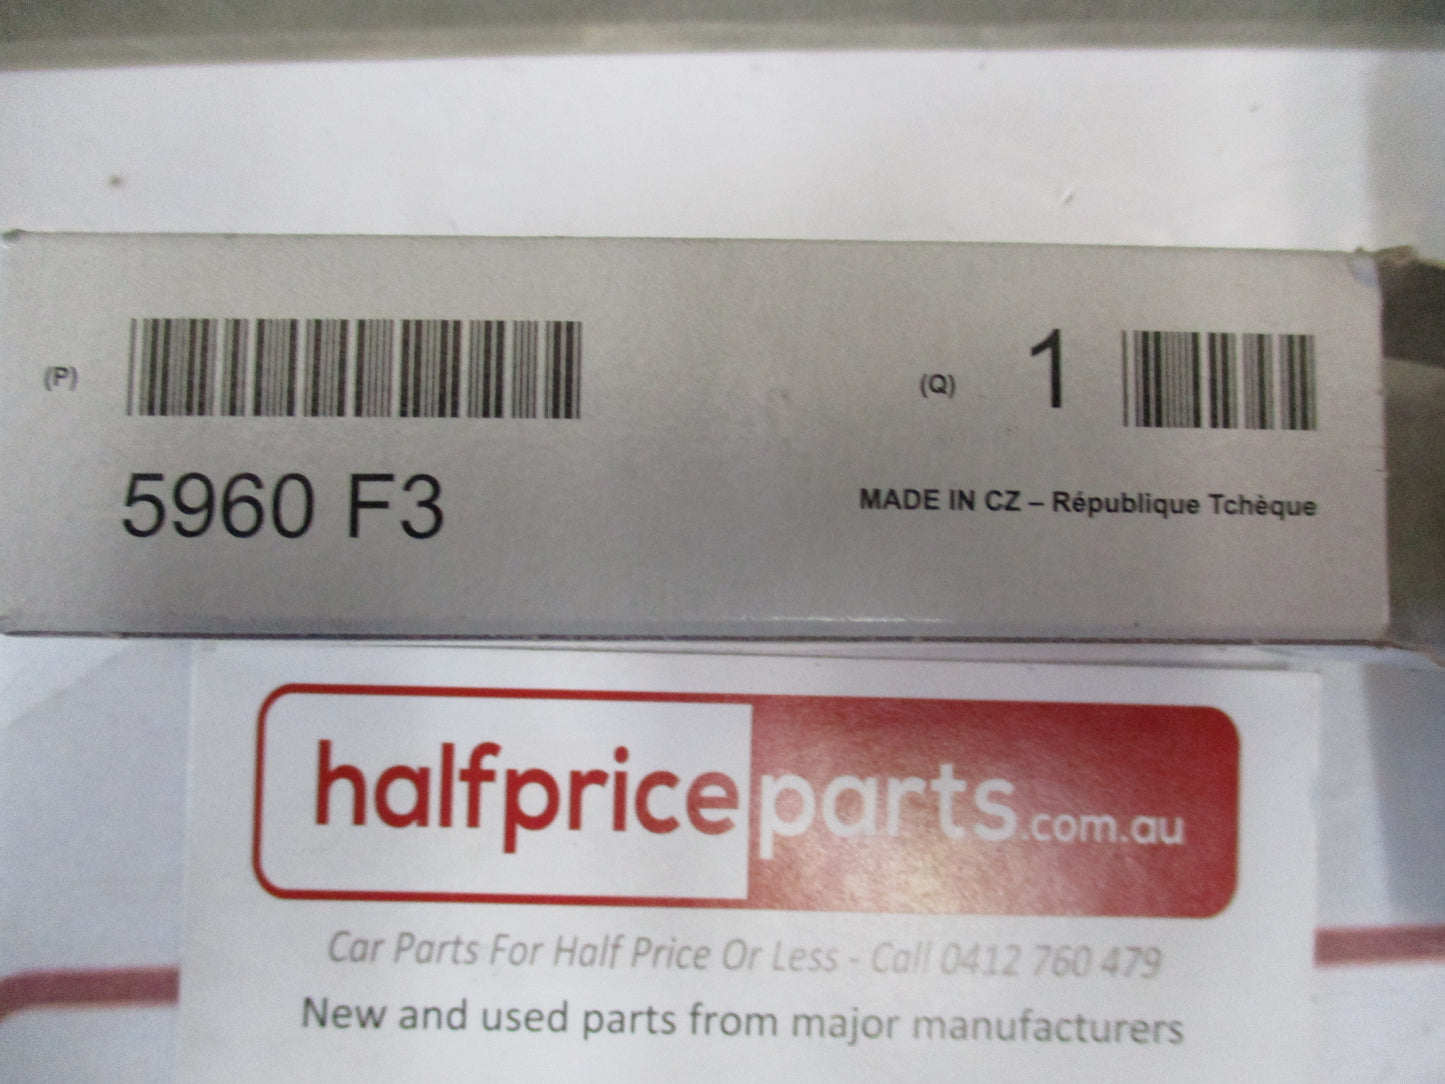 (P)
5960 F3
(Q) 1
MADE IN CZ – République Tchèque
halfpriceparts.com.au
Car Parts For Half Price Or Less - Call 0412 760 479
New and used parts from major manufacturers